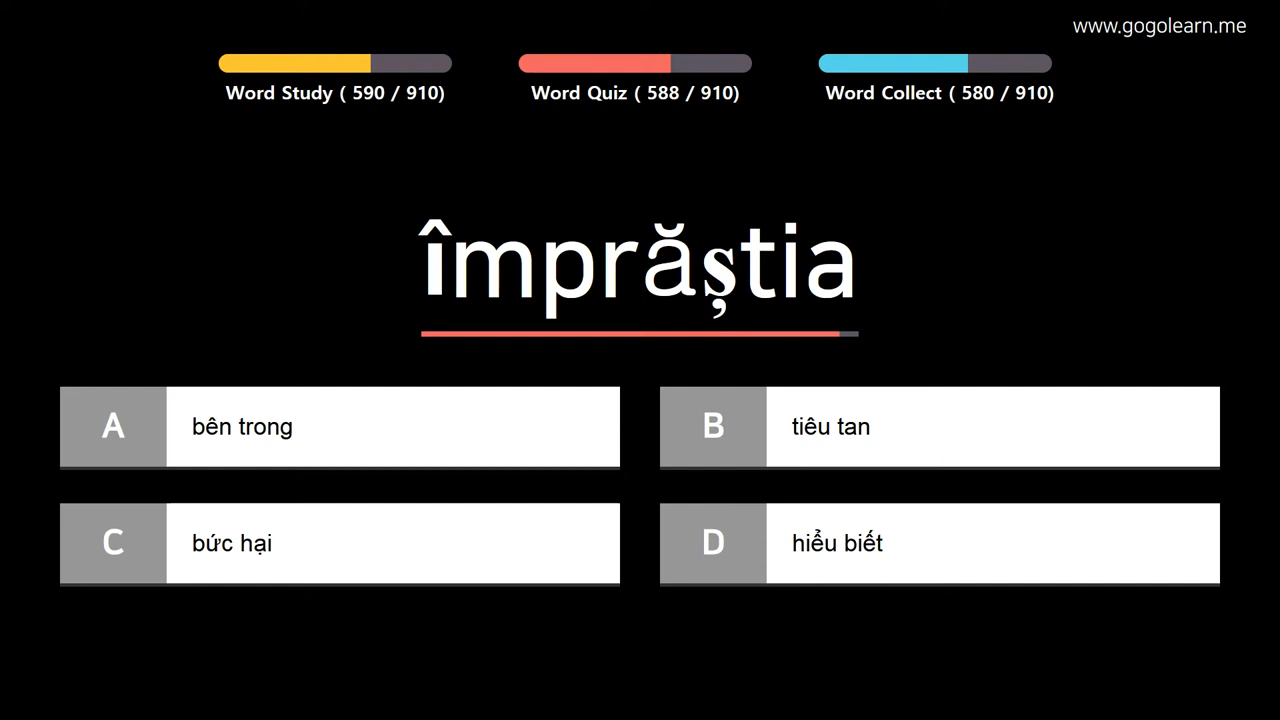 www.gogolearn.me
Word Study ( 590 / 910)
Word Quiz ( 588 / 910)
Word Collect ( 580 / 910)
împrăștia
A bên trong
B tiêu tan
C bức hại
D hiểu biết